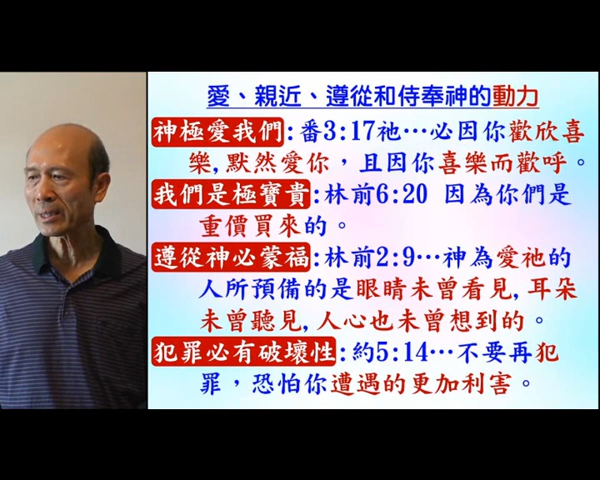 愛、親近、遵從和侍奉神的動力
神極愛我們:番3:17祂…必因你歡欣喜
樂,默然愛你，且因你喜樂而歡呼。
我們是極寶貴:林前6:20 因為你們是
重價買來的。
遵從神必蒙福:林前2:9…神為愛祂的
人所預備的是眼睛未曾看見,耳朵
未曾聽見,人心也未曾想到的。
犯罪必有破壞性:約5:14…不要再犯
罪，恐怕你遭遇的更加利害。